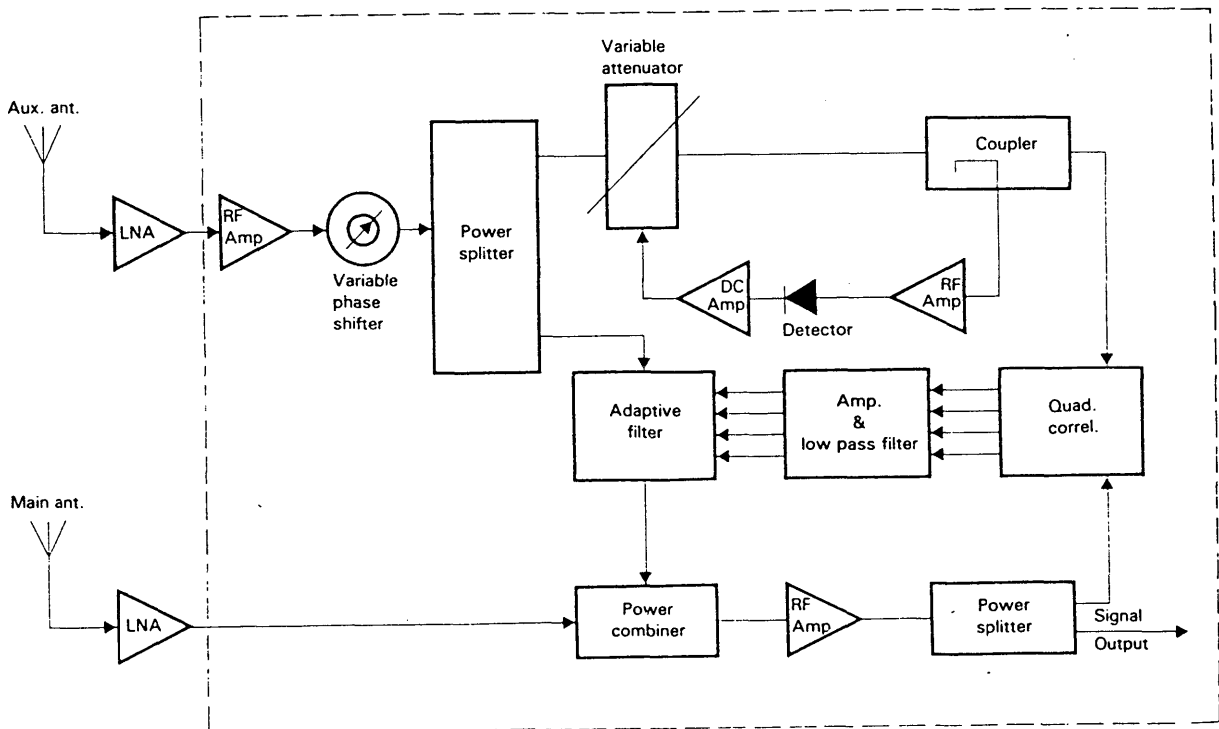 Variable
attenuator
Aux. ant.
Coupler
LNA
RF
Amp
Power
splitter
Variable
phase
shifter
DC
Amp
RF
Amp
Detector
Adaptive
filter
Amp.
&
low pass filter
Quad.
correl.
Main ant.
LNA
Power
combiner
RF
Amp
Power
splitter
Signal
Output